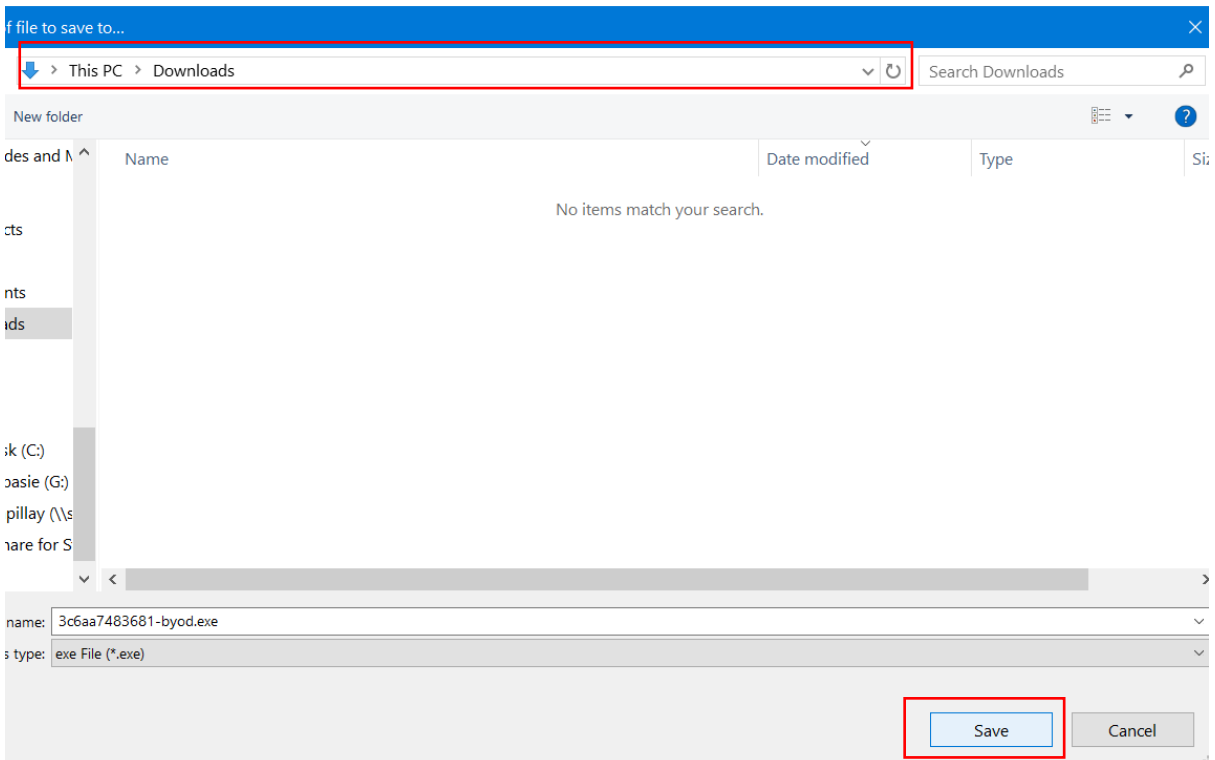 f file to save to...
This PC > Downloads
Search Downloads
New folder
des and M
Name
Date modified
Type
Siz
No items match your search.
cts
nts
ads
sk (C:)
basie (G:)
pillay (\\s
hare for S
name: 3c6aa7483681-byod.exe
s type: exe File (*.exe)
Save
Cancel